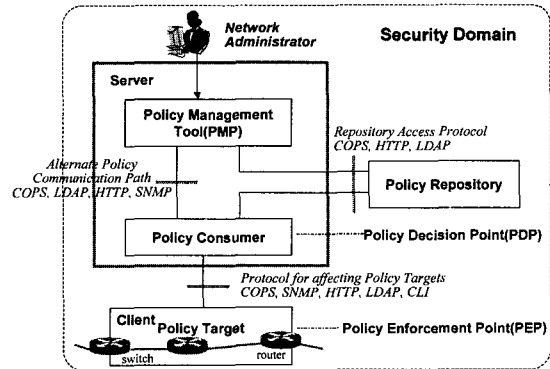 Network
Administrator
Security Domain
Server
Policy Management
Tool(PMP)
Repository Access Protocol
COPS, HTTP, LDAP
Alternate Policy
Communication Path
COPS, LDAP, HTTP, SNMP
Policy Repository
Policy Consumer
Policy Decision Point(PDP)
Protocol for affecting Policy Targets
COPS, SNMP, HTTP, LDAP, CLI
Client
Policy Target
Policy Enforcement Point(PEP)
switch
router